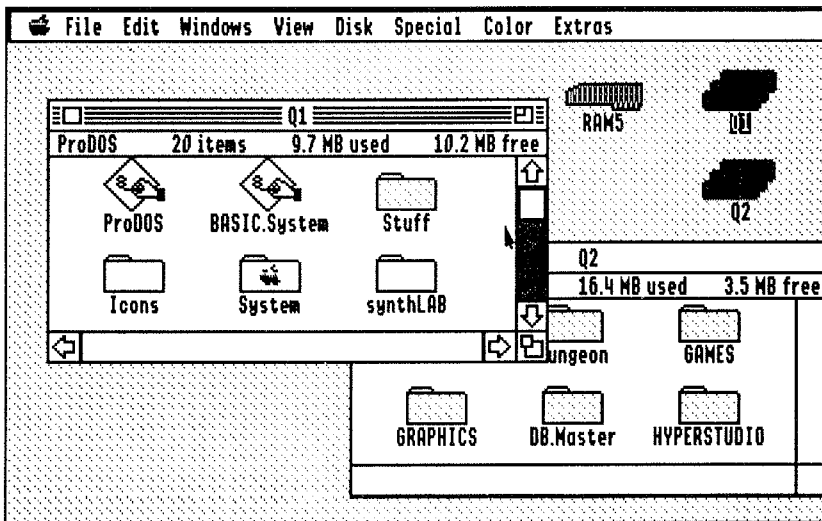 File Edit Windows View Disk Special Color Extras
Q1
ProDOS 20 items 9.7 MB used 10.2 MB free
ProDOS BASIC.System Stuff
Icons System synthLAB
RAM5
Q1
Q2
Q2
16.4 MB used 3.5 MB free
ungeon GAMES
GRAPHICS DB.Master HYPERSTUDIO